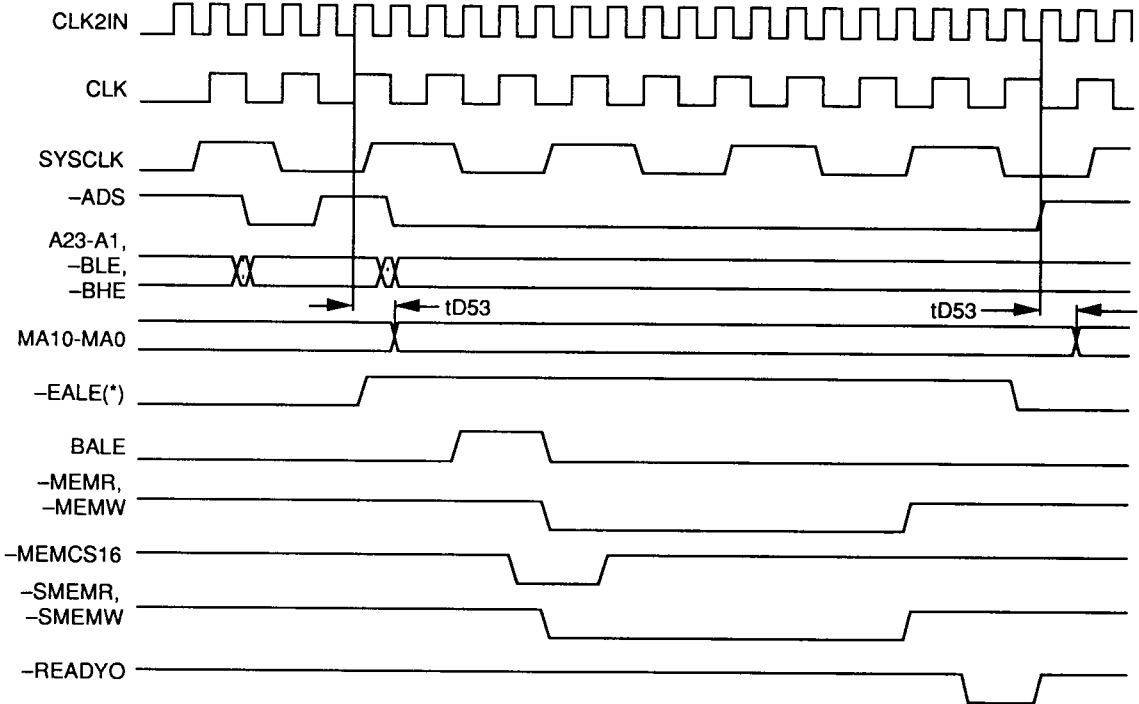 CLK2IN
CLK
SYSCLK
–ADS
A23-A1,
–BLE,
–BHE
tD53
tD53
MA10-MA0
–EALE(*)
BALE
–MEMR,
–MEMW
–MEMCS16
–SMEMR,
–SMEMW
–READYO